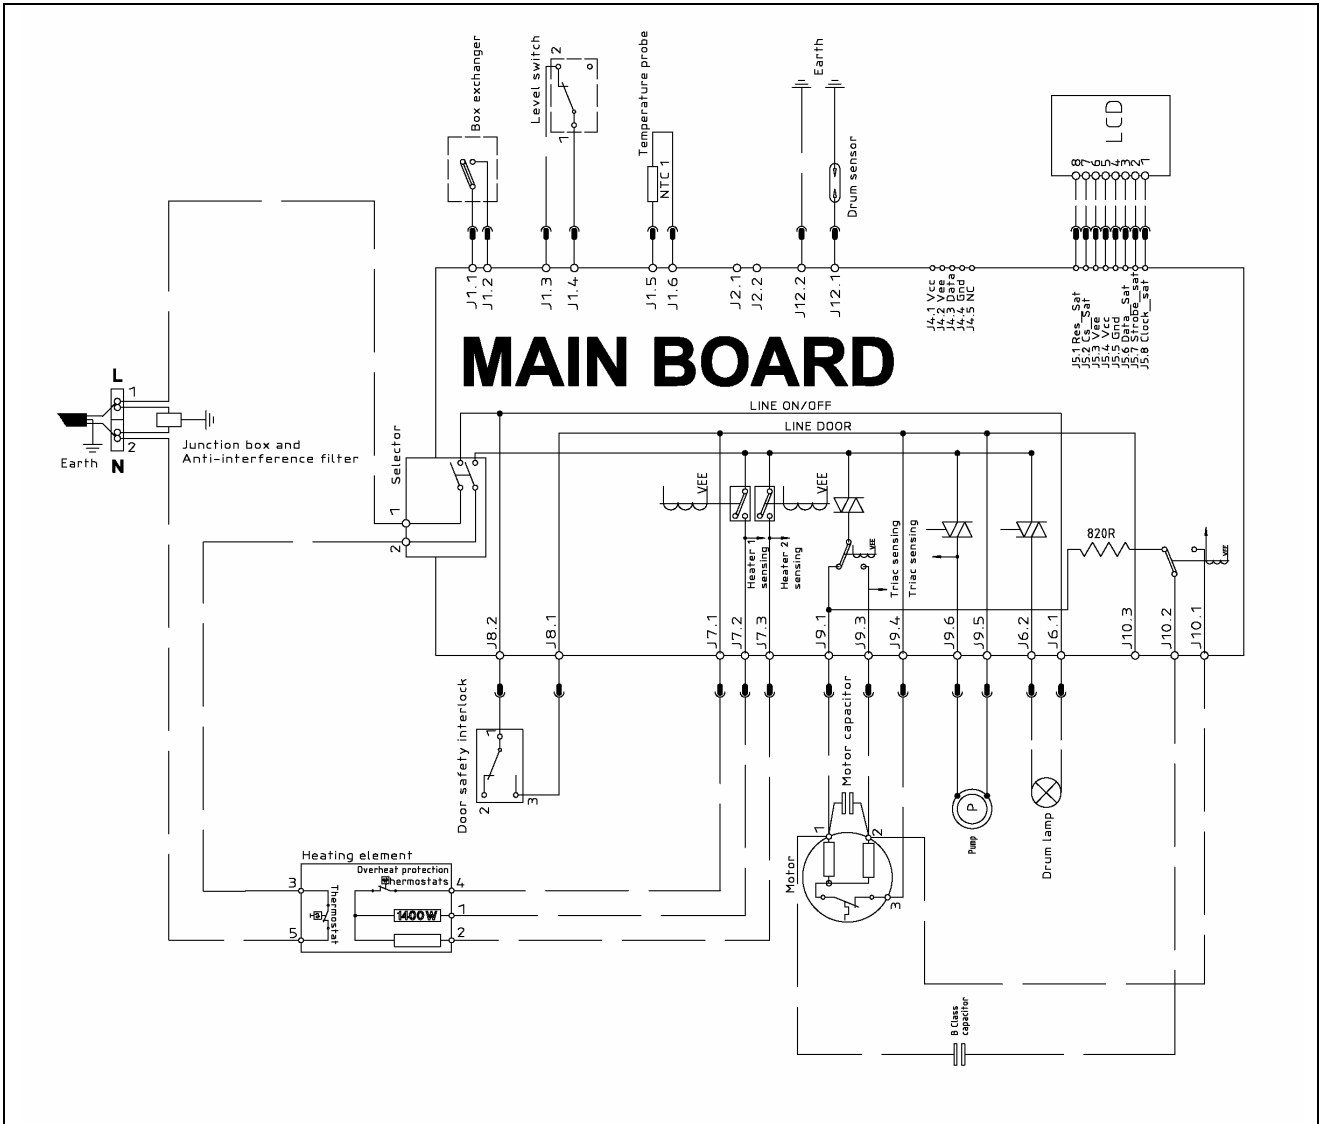 Box exchanger
Level switch
2
1
Temperature probe
NTC 1
Earth
Drum sensor
LCD
8
7
6
5
4
3
2
1
J1.1
J1.2
J1.3
J1.4
J1.5
J1.6
J2.1
J2.2
J12.2
J12.1
J4.1 Vcc
J4.2 Vee
J4.3 Data
J4.4 Gnd
J4.5 NC
J5.1 Res_Sat
J5.2 Cs_Sat
J5.3 Vee
J5.4 Vcc
J5.5 Gnd
J5.6 Data_Sat
J5.7 Strobe_sat
J5.8 Clock_sat
MAIN BOARD
L
1
2
N
Earth
Junction box and
Anti-interference filter
Selector
1
2
LINE ON/OFF
LINE DOOR
VEE
VEE
VEE
VEE
Heater 1
sensing
Heater 2
sensing
Triac sensing
Triac sensing
820R
J8.2
J8.1
J7.1
J7.2
J7.3
J9.1
J9.3
J9.4
J9.6
J9.5
J6.2
J6.1
J10.3
J10.2
J10.1
Door safety interlock
1
2
3
Motor capacitor
Motor
1
2
3
P
Pump
Drum lamp
Heating element
Overheat protection
thermostats
Thermostat
3
5
4
1
2
1400W
B Class
capacitor